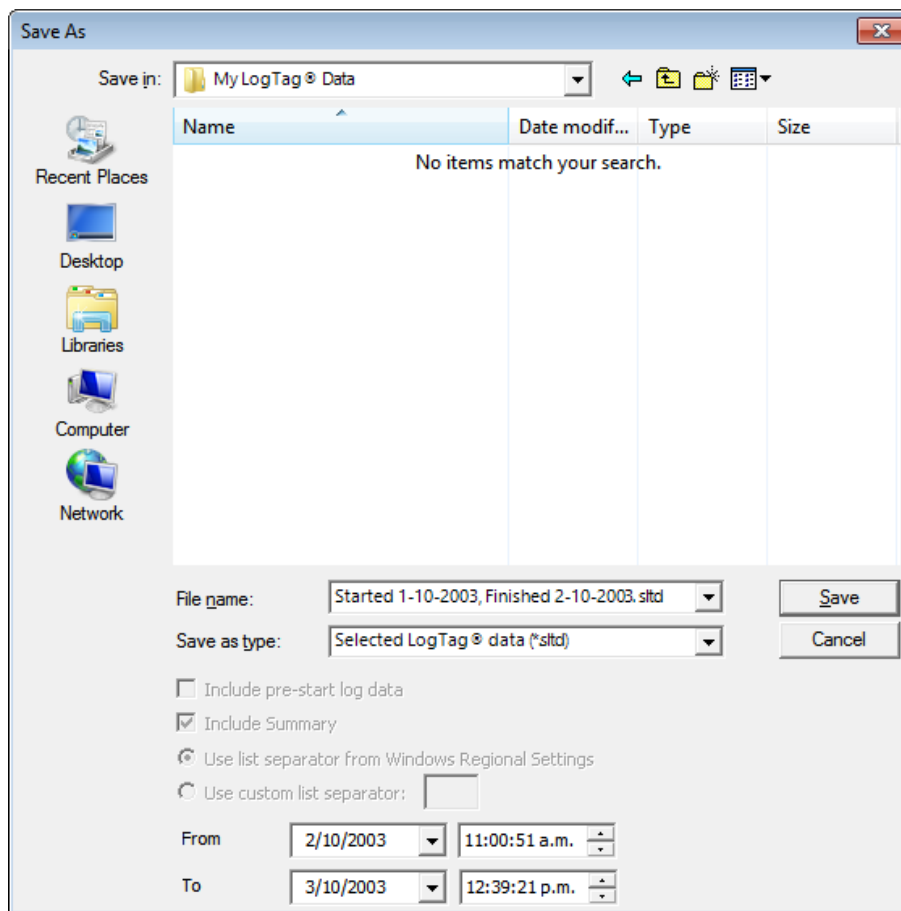 Save As
Save in: My LogTag® Data
Name Date modif... Type Size
No items match your search.
Recent Places
Desktop
Libraries
Computer
Network
File name: Started 1-10-2003, Finished 2-10-2003.sltd Save
Save as type: Selected LogTag® data (*.sltd) Cancel
Include pre-start log data
Include Summary
Use list separator from Windows Regional Settings
Use custom list separator:
From 2/10/2003 11:00:51 a.m.
To 3/10/2003 12:39:21 p.m.